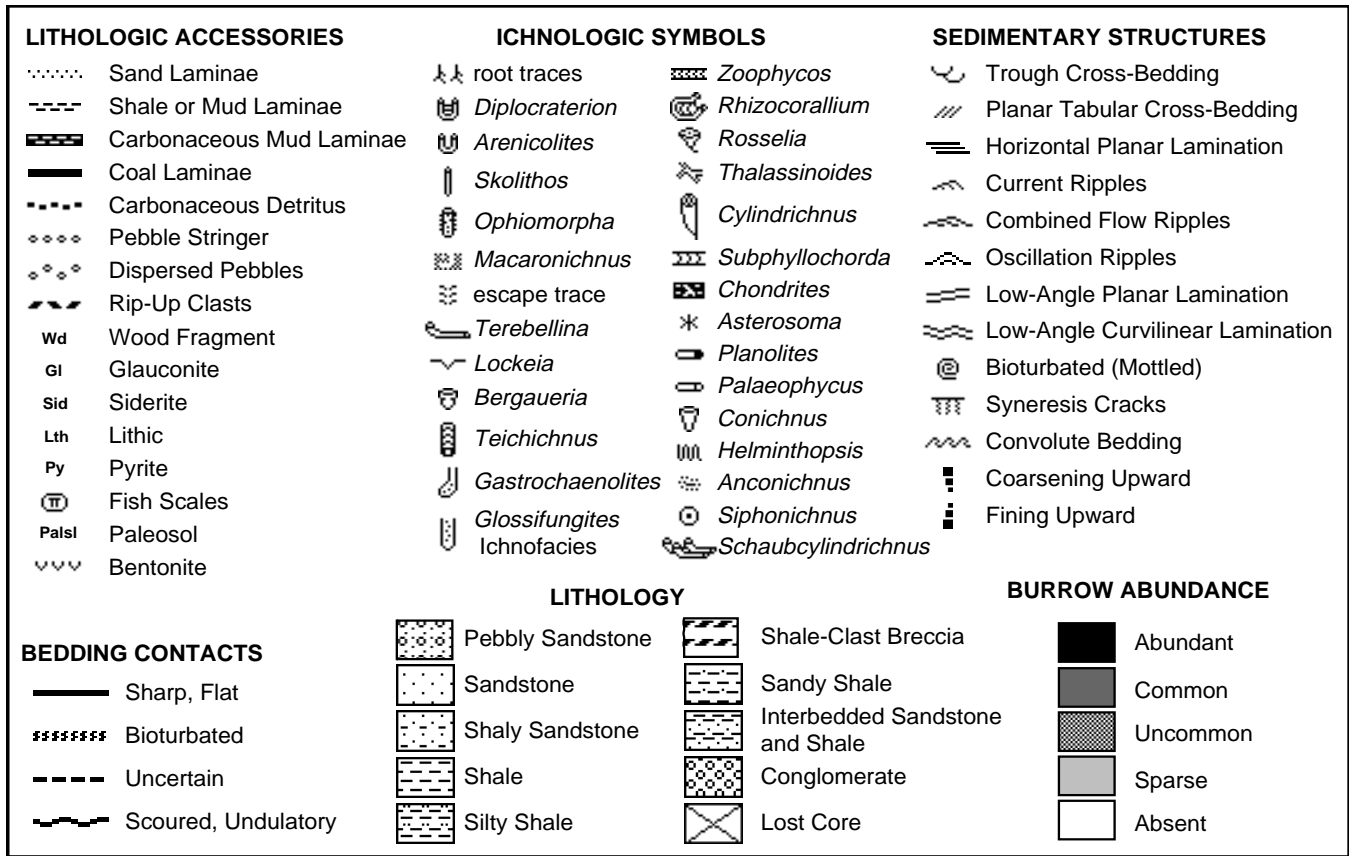 LITHOLOGIC ACCESSORIES
Sand Laminae
Shale or Mud Laminae
Carbonaceous Mud Laminae
Coal Laminae
Carbonaceous Detritus
Pebble Stringer
Dispersed Pebbles
Rip-Up Clasts
Wd Wood Fragment
Gl Glauconite
Sid Siderite
Lth Lithic
Py Pyrite
Fish Scales
Palsl Paleosol
Bentonite
ICHNOLOGIC SYMBOLS
root traces
Diplocraterion
Arenicolites
Skolithos
Ophiomorpha
Macaronichnus
escape trace
Terebellina
Lockeia
Bergaueria
Teichichnus
Gastrochaenolites
Glossifungites
Ichnofacies
Zoophycos
Rhizocorallium
Rosselia
Thalassinoides
Cylindrichnus
Subphyllochorda
Chondrites
Asterosoma
Planolites
Palaeophycus
Conichnus
Helminthopsis
Anconichnus
Siphonichnus
Schaubcylindrichnus
SEDIMENTARY STRUCTURES
Trough Cross-Bedding
Planar Tabular Cross-Bedding
Horizontal Planar Lamination
Current Ripples
Combined Flow Ripples
Oscillation Ripples
Low-Angle Planar Lamination
Low-Angle Curvilinear Lamination
Bioturbated (Mottled)
Syneresis Cracks
Convolute Bedding
Coarsening Upward
Fining Upward
BEDDING CONTACTS
Sharp, Flat
Bioturbated
Uncertain
Scoured, Undulatory
LITHOLOGY
Pebbly Sandstone
Sandstone
Shaly Sandstone
Shale
Silty Shale
Shale-Clast Breccia
Sandy Shale
Interbedded Sandstone
and Shale
Conglomerate
Lost Core
BURROW ABUNDANCE
Abundant
Common
Uncommon
Sparse
Absent